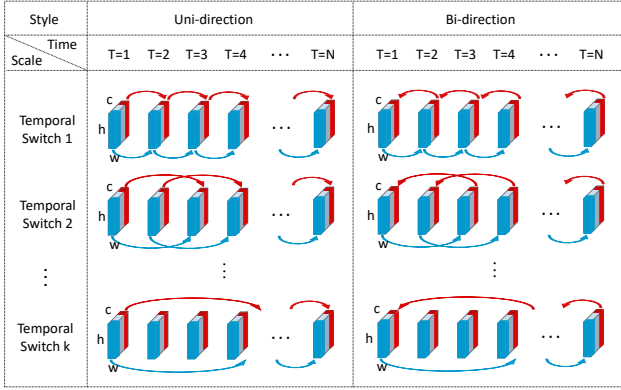 Style Uni-direction Bi-direction
Time
Scale T=1 T=2 T=3 T=4 ··· T=N T=1 T=2 T=3 T=4 ··· T=N
c c
Temporal
Switch 1 h ··· h ···
w w
c c
Temporal
Switch 2 h ··· h ···
w w
⋮ ⋮ ⋮
c c
Temporal
Switch k h ··· h ···
w w